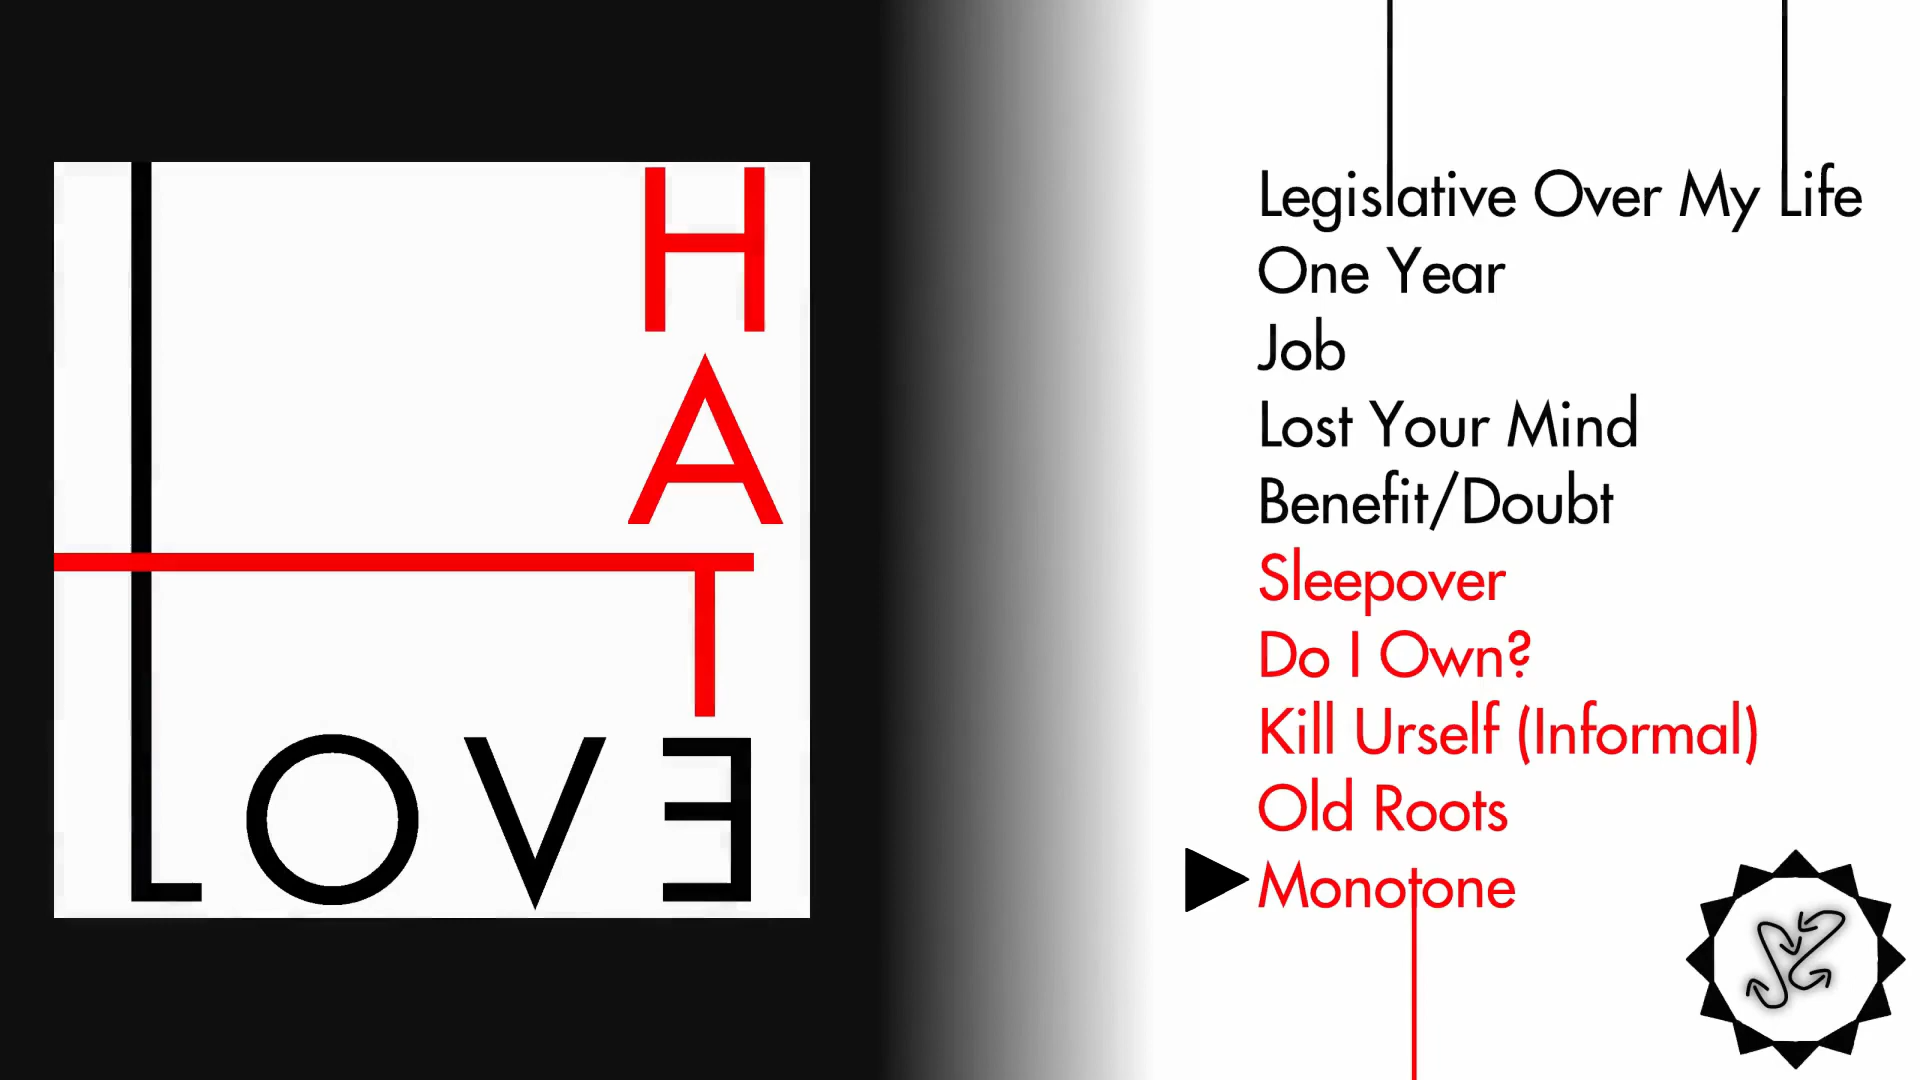 HATE
LOVE
Legislative Over My Life
One Year
Job
Lost Your Mind
Benefit/Doubt
Sleepover
Do I Own?
Kill Urself (Informal)
Old Roots
Monotone